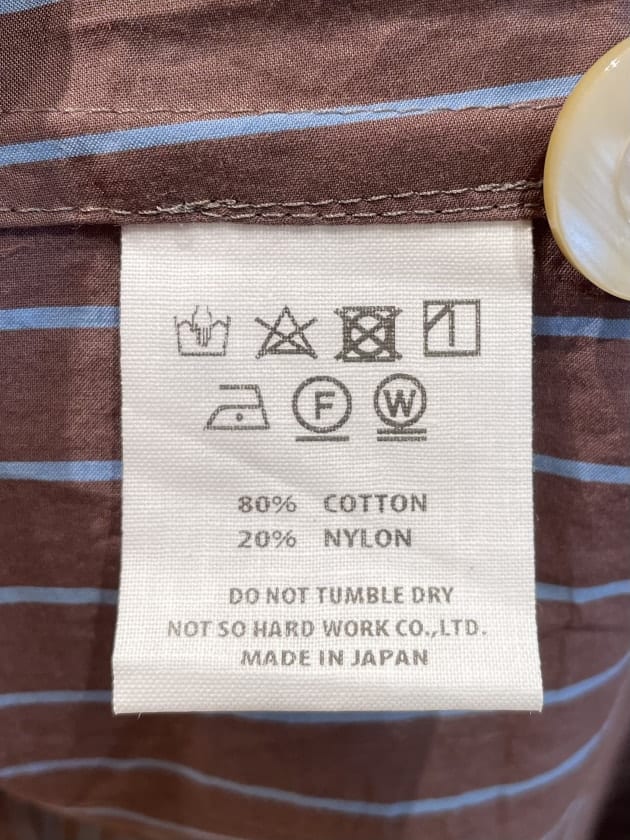 F W
80% COTTON
20% NYLON
DO NOT TUMBLE DRY
NOT SO HARD WORK CO.,LTD.
MADE IN JAPAN